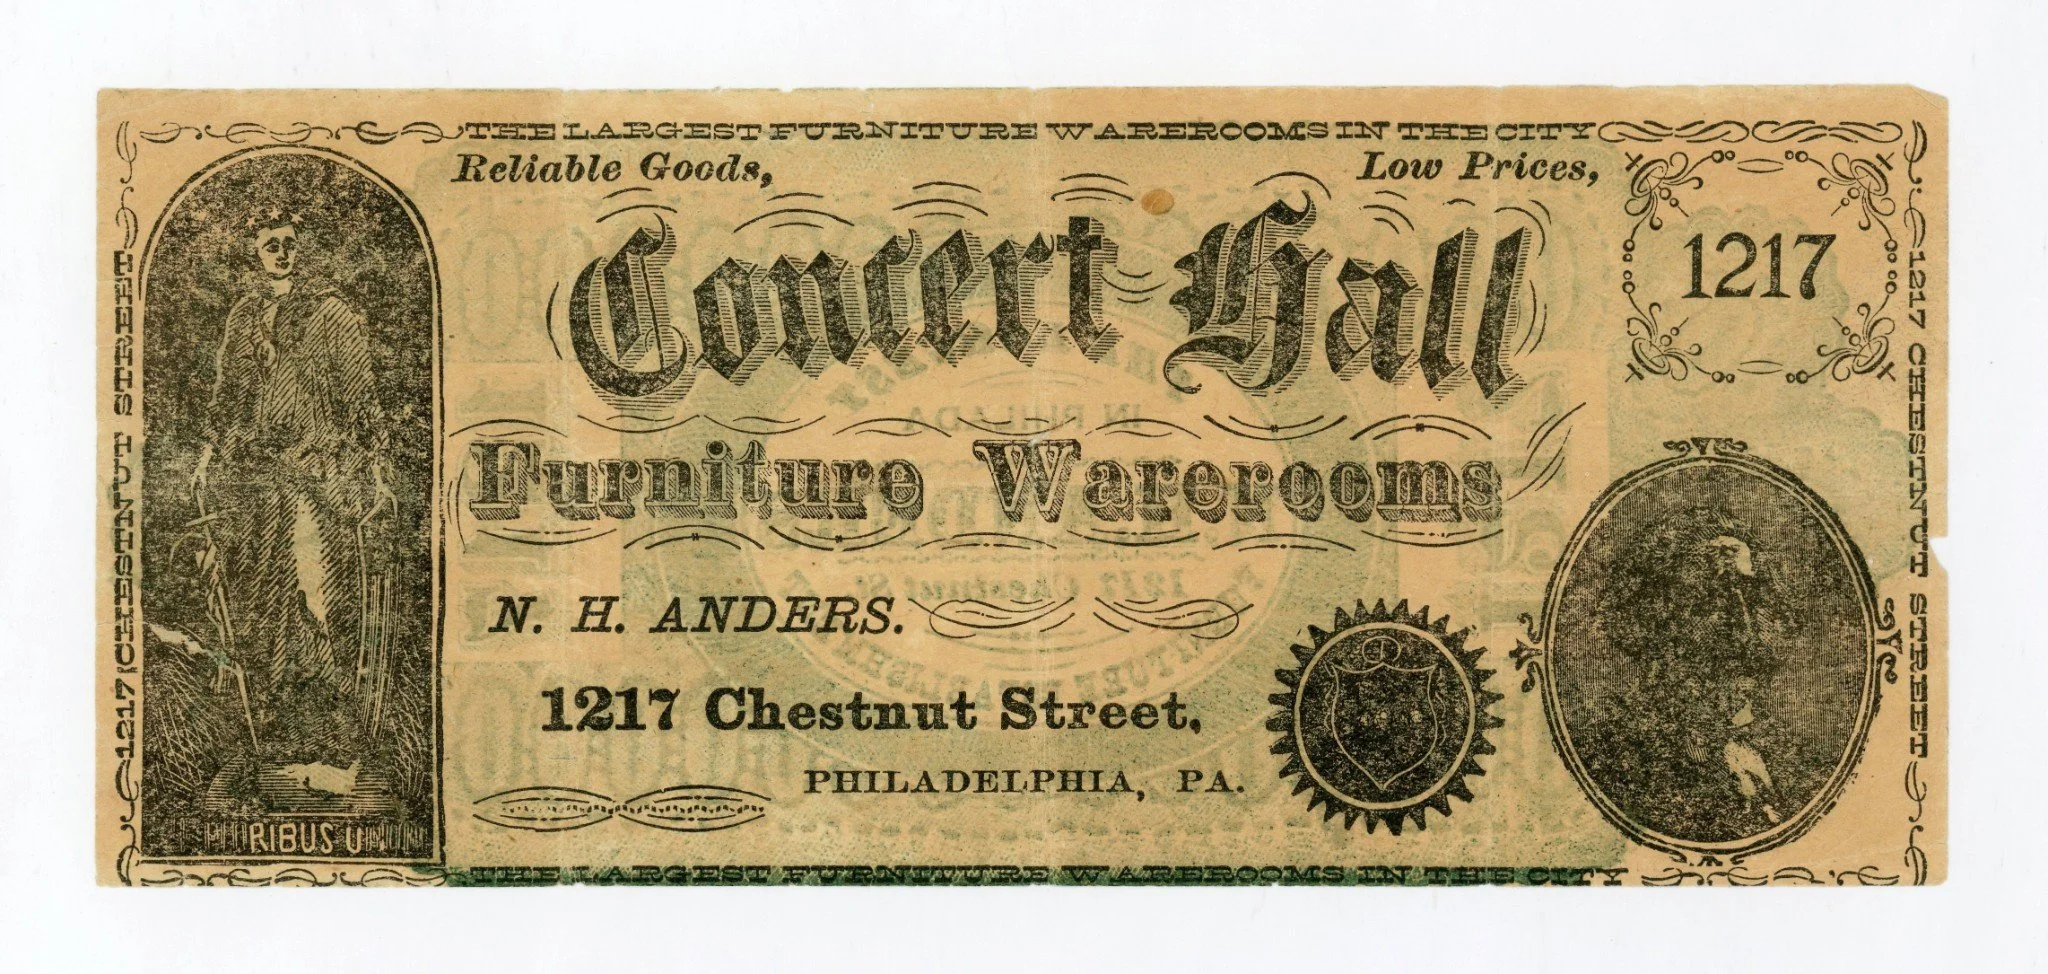 THE LARGEST FURNITURE WAREROOMS IN THE CITY
Reliable Goods, Low Prices,
Concert Hall
1217
Furniture Warerooms
N. H. ANDERS.
1217 Chestnut Street,
PHILADELPHIA, PA.
RIBUS U
THE LARGEST FURNITURE WAREROOMS IN THE CITY
1217 CHESTNUT STREET
1217 CHESTNUT STREET